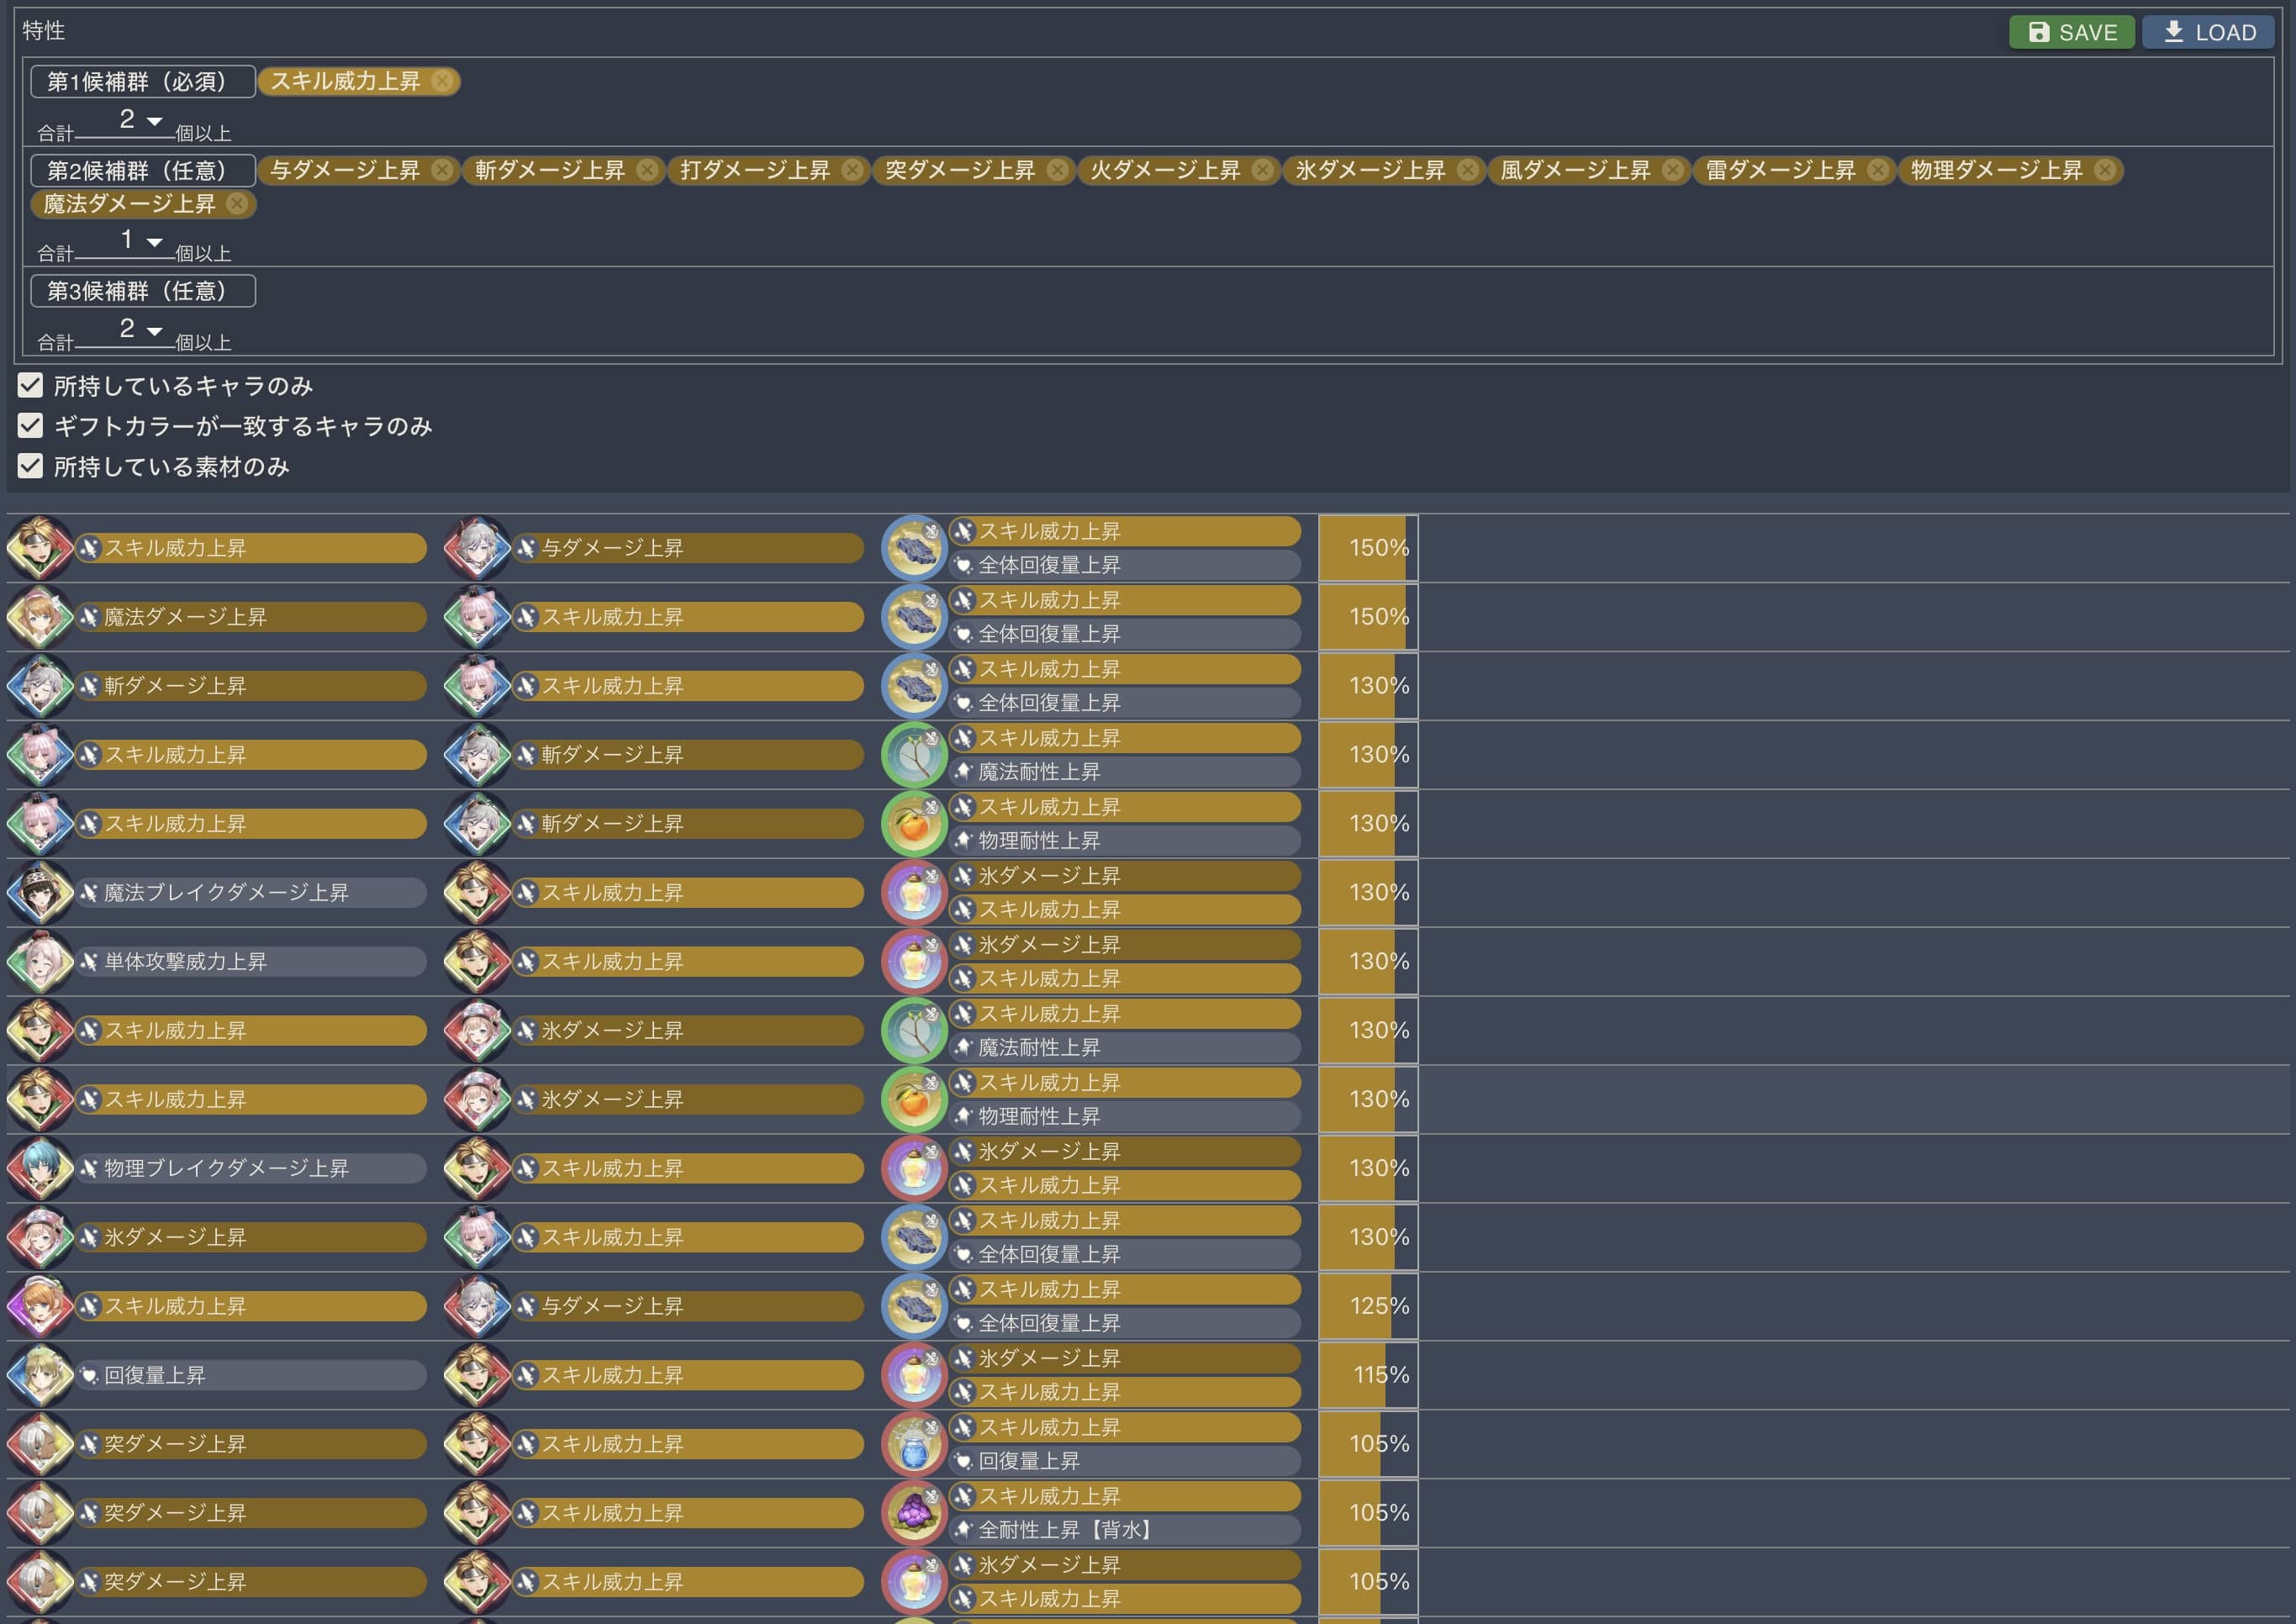 特性
SAVE LOAD
第1候補群（必須） スキル威力上昇
合計 2 個以上
第2候補群（任意） 与ダメージ上昇 斬ダメージ上昇 打ダメージ上昇 突ダメージ上昇 火ダメージ上昇 氷ダメージ上昇 風ダメージ上昇 雷ダメージ上昇 物理ダメージ上昇
魔法ダメージ上昇
合計 1 個以上
第3候補群（任意）
合計 2 個以上
所持しているキャラのみ
ギフトカラーが一致するキャラのみ
所持している素材のみ
スキル威力上昇 与ダメージ上昇 スキル威力上昇 150%
全体回復量上昇
魔法ダメージ上昇 スキル威力上昇 スキル威力上昇 150%
全体回復量上昇
斬ダメージ上昇 スキル威力上昇 スキル威力上昇 130%
全体回復量上昇
スキル威力上昇 斬ダメージ上昇 スキル威力上昇 130%
魔法耐性上昇
スキル威力上昇 斬ダメージ上昇 スキル威力上昇 130%
物理耐性上昇
魔法ブレイクダメージ上昇 スキル威力上昇 氷ダメージ上昇 130%
スキル威力上昇
単体攻撃威力上昇 スキル威力上昇 氷ダメージ上昇 130%
スキル威力上昇
スキル威力上昇 氷ダメージ上昇 スキル威力上昇 130%
魔法耐性上昇
スキル威力上昇 氷ダメージ上昇 スキル威力上昇 130%
物理耐性上昇
物理ブレイクダメージ上昇 スキル威力上昇 氷ダメージ上昇 130%
スキル威力上昇
氷ダメージ上昇 スキル威力上昇 スキル威力上昇 130%
全体回復量上昇
スキル威力上昇 与ダメージ上昇 スキル威力上昇 125%
全体回復量上昇
回復量上昇 スキル威力上昇 氷ダメージ上昇 115%
スキル威力上昇
突ダメージ上昇 スキル威力上昇 スキル威力上昇 105%
回復量上昇
突ダメージ上昇 スキル威力上昇 スキル威力上昇 105%
全耐性上昇【背水】
突ダメージ上昇 スキル威力上昇 氷ダメージ上昇 105%
スキル威力上昇